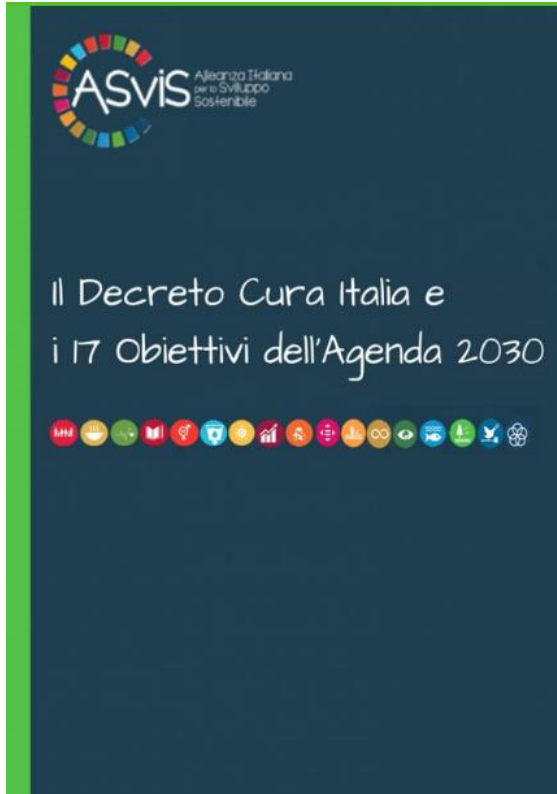 ASviS
Alleanza Italiana
per lo Sviluppo
Sostenibile
Il Decreto Cura Italia e
i 17 Obiettivi dell'Agenda 2030